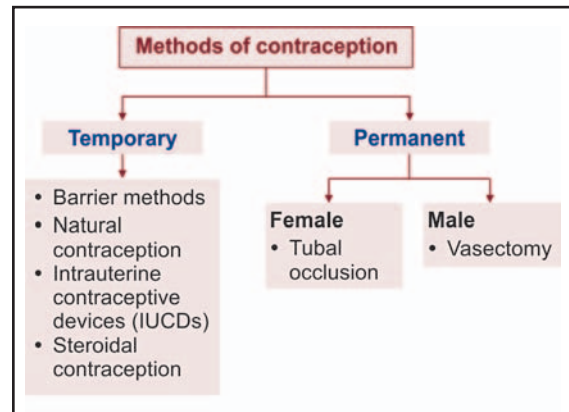 Methods of contraception
Temporary
Permanent
• Barrier methods
• Natural
contraception
• Intrauterine
contraceptive
devices (IUCDs)
• Steroidal
contraception
Female
• Tubal
occlusion
Male
• Vasectomy